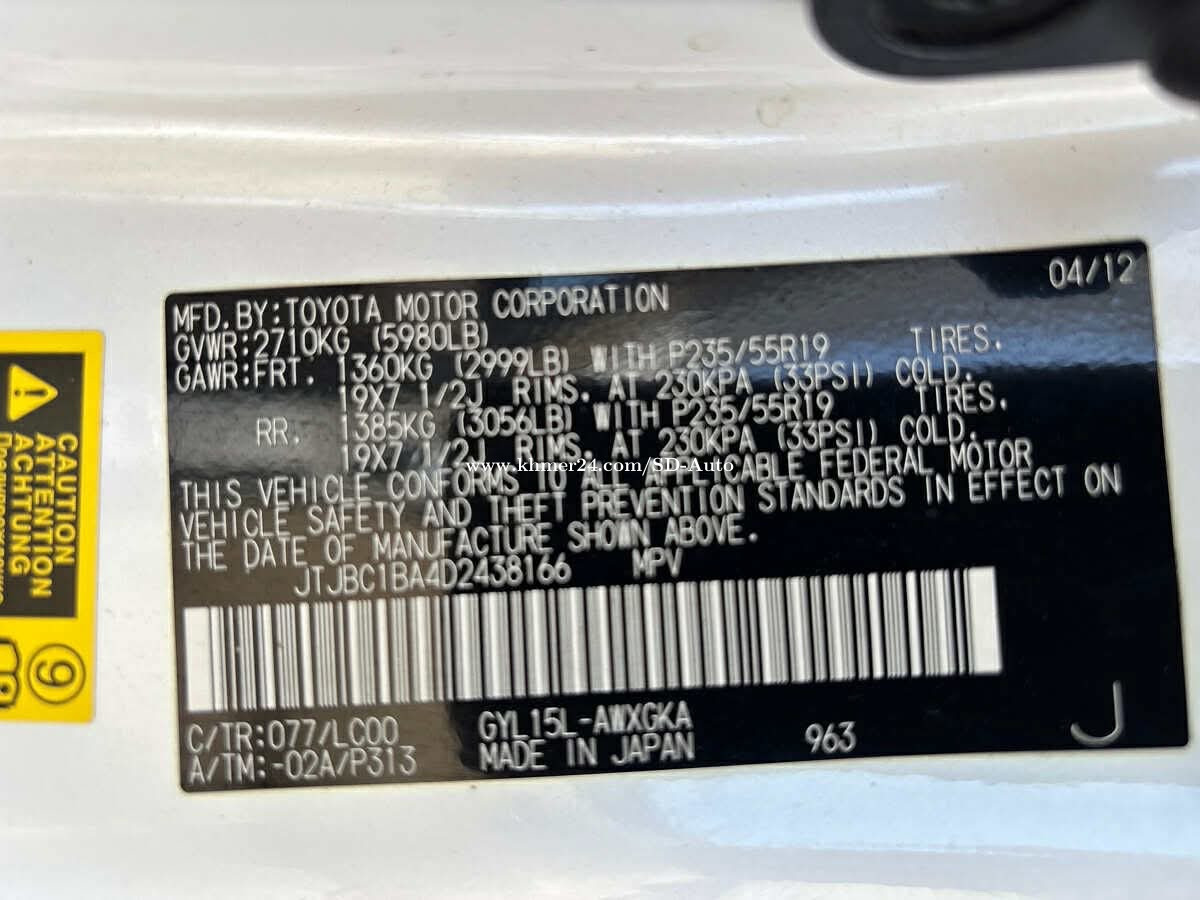 04/12
MFD.BY:TOYOTA MOTOR CORPORATION
GVWR:2710KG (5980LB)
GAWR:FRT. 1360KG (2999LB) WITH P235/55R19 TIRES.
19X7 1/2J RIMS. AT 230KPA (33PSI) COLD.
RR. 1385KG (3056LB) WITH P235/55R19 TIRES.
19X7 1/2J RIMS. AT 230KPA (33PSI) COLD.
www.khmer24.com/SD-Auto
THIS VEHICLE CONFORMS TO ALL APPLICABLE FEDERAL MOTOR
VEHICLE SAFETY AND THEFT PREVENTION STANDARDS IN EFFECT ON
THE DATE OF MANUFACTURE SHOWN ABOVE.
JTJBC1BA4D2438166 MPV
C/TR:077/LC00 GYL15L-AWXGKA
A/TM:-02A/P313 MADE IN JAPAN 963
J
CAUTION
ATTENTION
ACHTUNG
9